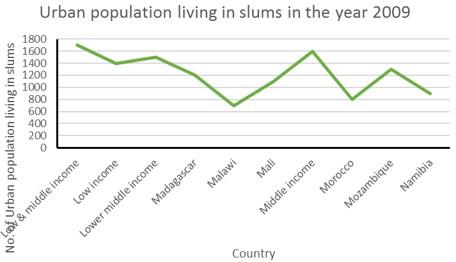 Urban population living in slums in the year 2009
No. of Urban population living in slums
1800
1600
1400
1200
1000
800
600
400
200
0
Low & middle income
Low income
Lower middle income
Madagascar
Malawi
Mali
Middle income
Morocco
Mozambique
Namibia
Country